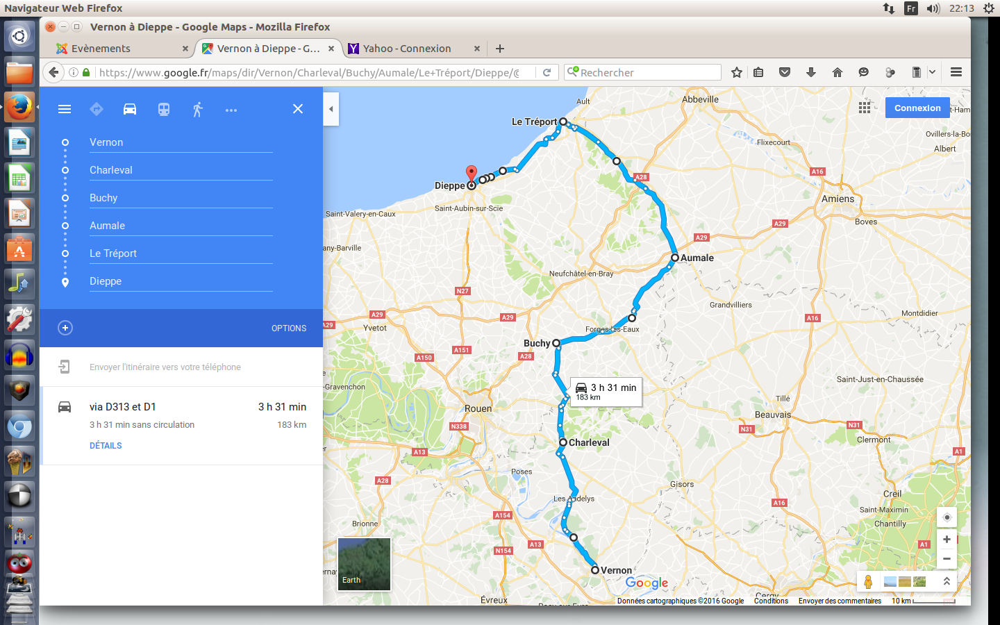 Navigateur Web Firefox
Fr
22:13
Vernon à Dieppe - Google Maps - Mozilla Firefox
Evènements
Vernon à Dieppe - G…
Yahoo - Connexion
https://www.google.fr/maps/dir/Vernon/Charleval/Buchy/Aumale/Le+Tréport/Dieppe/@
Rechercher
Vernon
Charleval
Buchy
Aumale
Le Tréport
Dieppe
OPTIONS
Envoyer l'itinéraire vers votre téléphone
via D313 et D1
3 h 31 min
3 h 31 min sans circulation
183 km
DÉTAILS
Connexion
Ault
Abbeville
Le Tréport
Flixecourt
Ovillers-la-Bo
Albert
A16
A28
Dieppe
Saint-Aubin-sur-Scie
Saint-Valery-en-Caux
Amiens
Boves
A29
A29
any-Barville
Aumale
Neufchâtel-en-Bray
N27
Grandvilliers
Montdidier
A29
A29
A29
A16
Yvetot
Forges-les-Eaux
Buchy
A151
A150
A28
3 h 31 min
183 km
Saint-Just-en-Chaussée
-Gravenchon
Tillé
Rouen
Beauvais
N338
N31
N31
Charleval
Clermont
A13
A1
Poses
A28
Gisors
Les Andelys
Creil
A16
Saint-Maximin
A154
Chantilly
Brionne
A13
A1
N154
Vernon
Earth
Google
Évreux
Cergy
Données cartographiques ©2016 Google
Conditions
Envoyer des commentaires
10 km